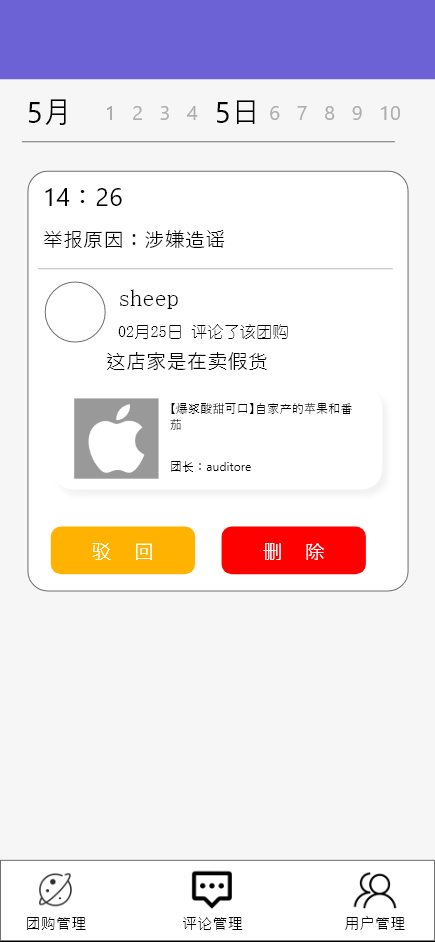 5月 1 2 3 4 5日 6 7 8 9 10
14：26
举报原因：涉嫌造谣
sheep
02月25日 评论了该团购
这店家是在卖假货
【爆浆酸甜可口】自家产的苹果和番
茄
团长：auditore
驳 回 删 除
团购管理 评论管理 用户管理